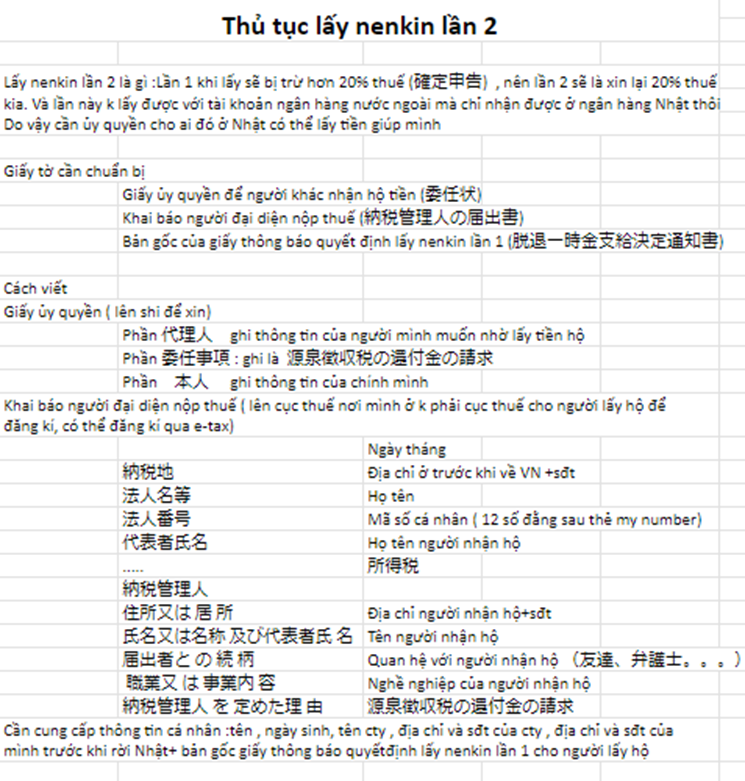 Thủ tục lấy nenkin lần 2
Lấy nenkin lần 2 là gì :Lần 1 khi lấy sẽ bị trừ hơn 20% thuế (確定申告) , nên lần 2 sẽ là xin lại 20% thuế
kia. Và lần này k lấy được với tài khoản ngân hàng nước ngoài mà chỉ nhận được ở ngân hàng Nhật thôi
Do vậy cần ủy quyền cho ai đó ở Nhật có thể lấy tiền giúp mình
Giấy tờ cần chuẩn bị
Giấy ủy quyền để người khác nhận hộ tiền (委任状)
Khai báo người đại diện nộp thuế (納税管理人の届出書)
Bản gốc của giấy thông báo quyết định lấy nenkin lần 1 (脱退一時金支給決定通知書)
Cách viết
Giấy ủy quyền ( lên shi để xin)
Phần 代理人 ghi thông tin của người mình muốn nhờ lấy tiền hộ
Phần 委任事項 : ghi là 源泉徴収税の還付金の請求
Phần 本人 ghi thông tin của chính mình
Khai báo người đại diện nộp thuế ( lên cục thuế nơi mình ở k phải cục thuế cho người lấy hộ để
đăng kí, có thể đăng kí qua e-tax)
Ngày tháng
納税地 Địa chỉ ở trước khi về VN +sđt
法人名等 Họ tên
法人番号 Mã số cá nhân ( 12 số đằng sau thẻ my number)
代表者氏名 Họ tên người nhận hộ
..... 所得税
納税管理人
住所又は 居 所 Địa chỉ người nhận hộ+sđt
氏名又は名称 及び代表者氏 名 Tên người nhận hộ
届出者と の 続 柄 Quan hệ với người nhận hộ (友達、弁護士。。。)
職業又 は 事業内 容 Nghề nghiệp của người nhận hộ
納税管理人 を 定めた理 由 源泉徴収税の還付金の請求
Cần cung cấp thông tin cá nhân :tên , ngày sinh, tên cty , địa chỉ và sđt của cty , địa chỉ và sđt của
mình trước khi rời Nhật+ bản gốc giấy thông báo quyếtđịnh lấy nenkin lần 1 cho người lấy hộ